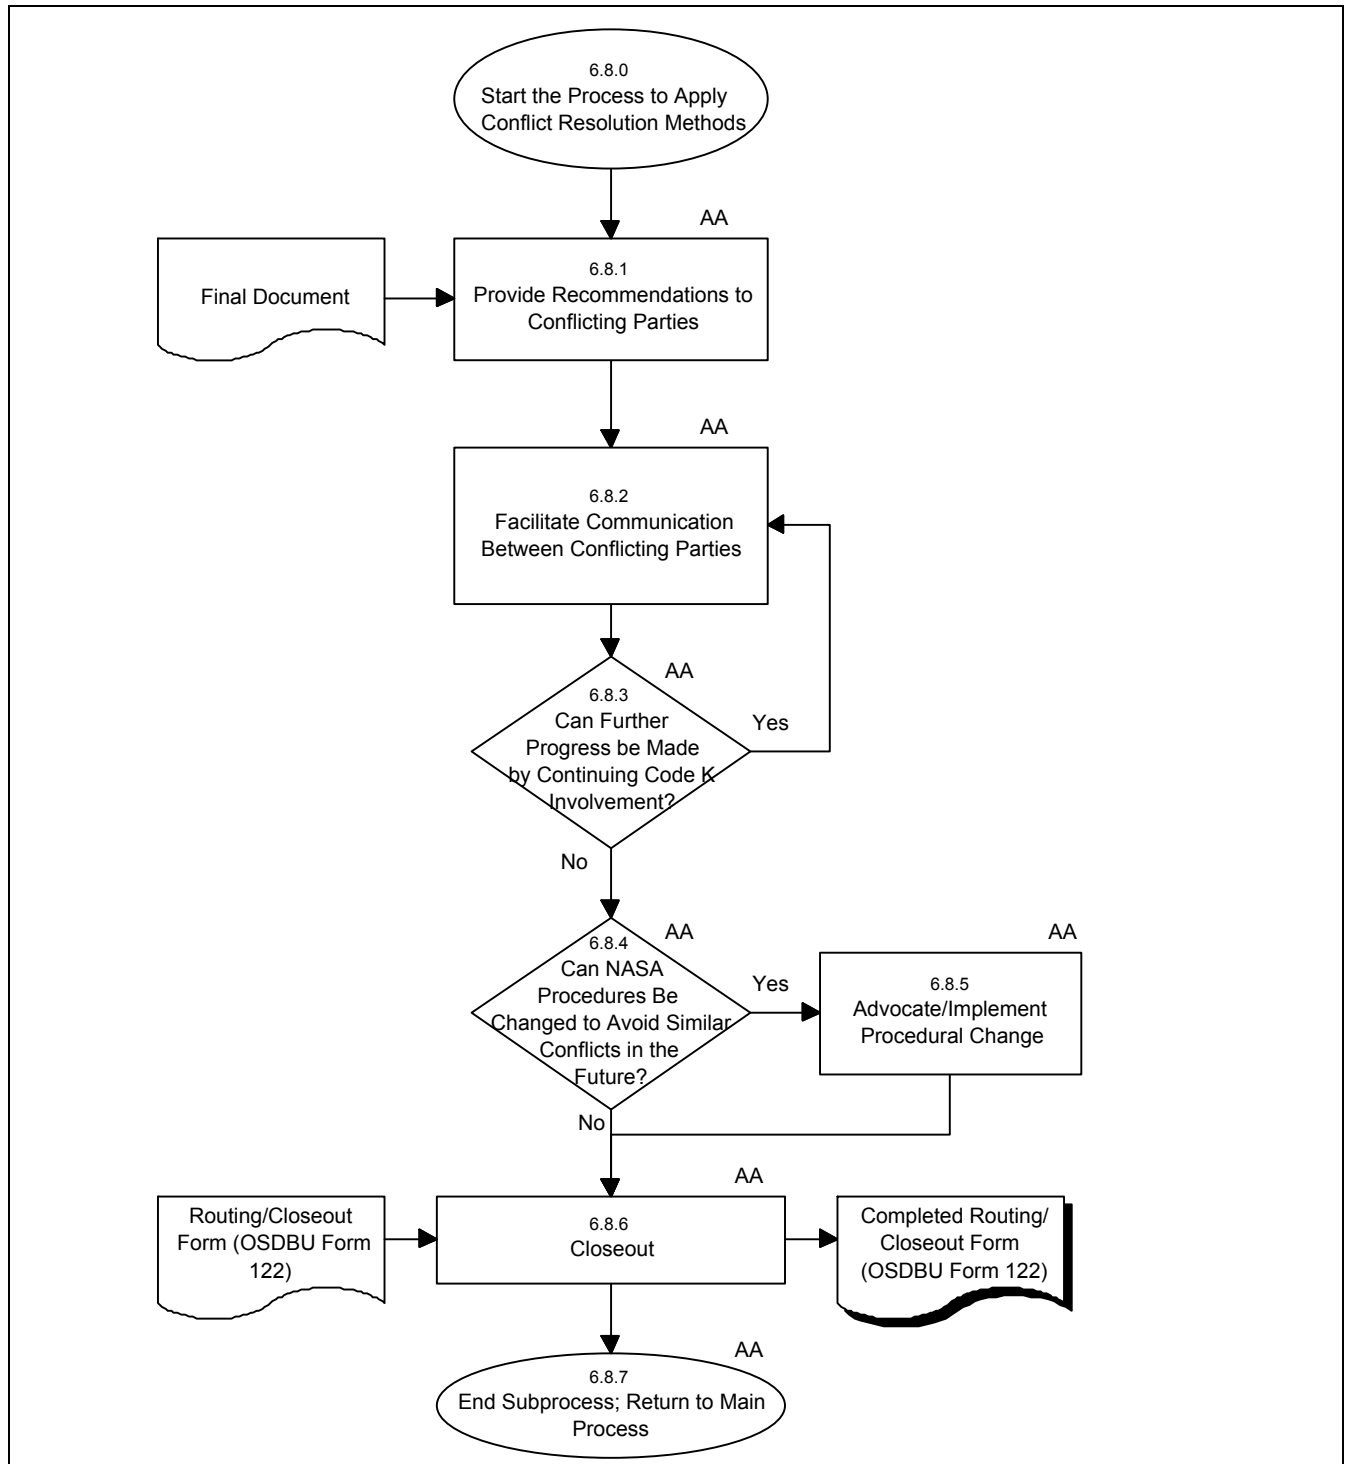 6.8.0
Start the Process to Apply
Conflict Resolution Methods
AA
Final Document
6.8.1
Provide Recommendations to
Conflicting Parties
AA
6.8.2
Facilitate Communication
Between Conflicting Parties
AA
6.8.3
Can Further
Progress be Made
by Continuing Code K
Involvement?
Yes
No
AA
6.8.4
Can NASA
Procedures Be
Changed to Avoid Similar
Conflicts in the
Future?
Yes
AA
6.8.5
Advocate/Implement
Procedural Change
No
AA
Routing/Closeout
Form (OSDBU Form
122)
6.8.6
Closeout
Completed Routing/
Closeout Form
(OSDBU Form 122)
AA
6.8.7
End Subprocess; Return to Main
Process